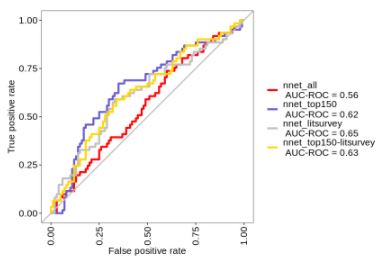 1.00
0.75
0.50
0.25
0.00
True positive rate
0.00
0.25
0.50
0.75
1.00
False positive rate
nnet_all
AUC-ROC = 0.56
nnet_top150
AUC-ROC = 0.62
nnet_litsurvey
AUC-ROC = 0.65
nnet_top150-litsurvey
AUC-ROC = 0.63